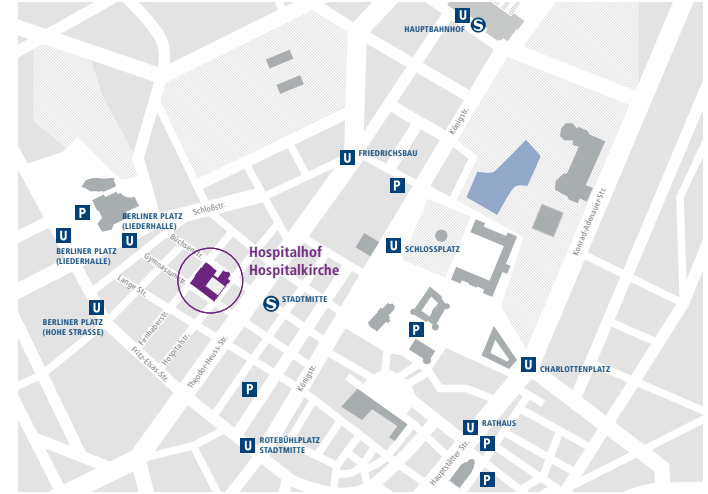 U
S
HAUPTBAHNHOF
Königstr.
U
FRIEDRICHSBAU
P
P
Schloßstr.
BERLINER PLATZ
(LIEDERHALLE)
U
U
BERLINER PLATZ
(LIEDERHALLE)
Büchsenstr.
Gymnasiumstr.
Lange Str.
Hospitalhof
Hospitalkirche
U
SCHLOSSPLATZ
Konrad-Adenauer-Str.
S
STADTMITTE
U
BERLINER PLATZ
(HOHE STRASSE)
Firnhaberstr.
Fritz-Elsas-Str.
Hospitalstr.
Theodor-Heuss-Str.
P
U
CHARLOTTENPLATZ
Königstr.
P
U
RATHAUS
U
ROTEBÜHLPLATZ
STADTMITTE
P
Hauptstätter Str.
P